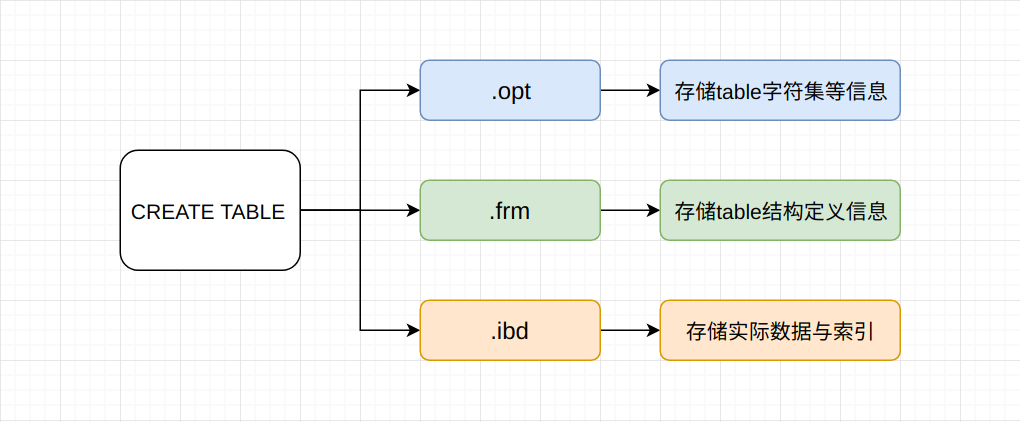 CREATE TABLE
.opt
存储table字符集等信息
.frm
存储table结构定义信息
.ibd
存储实际数据与索引